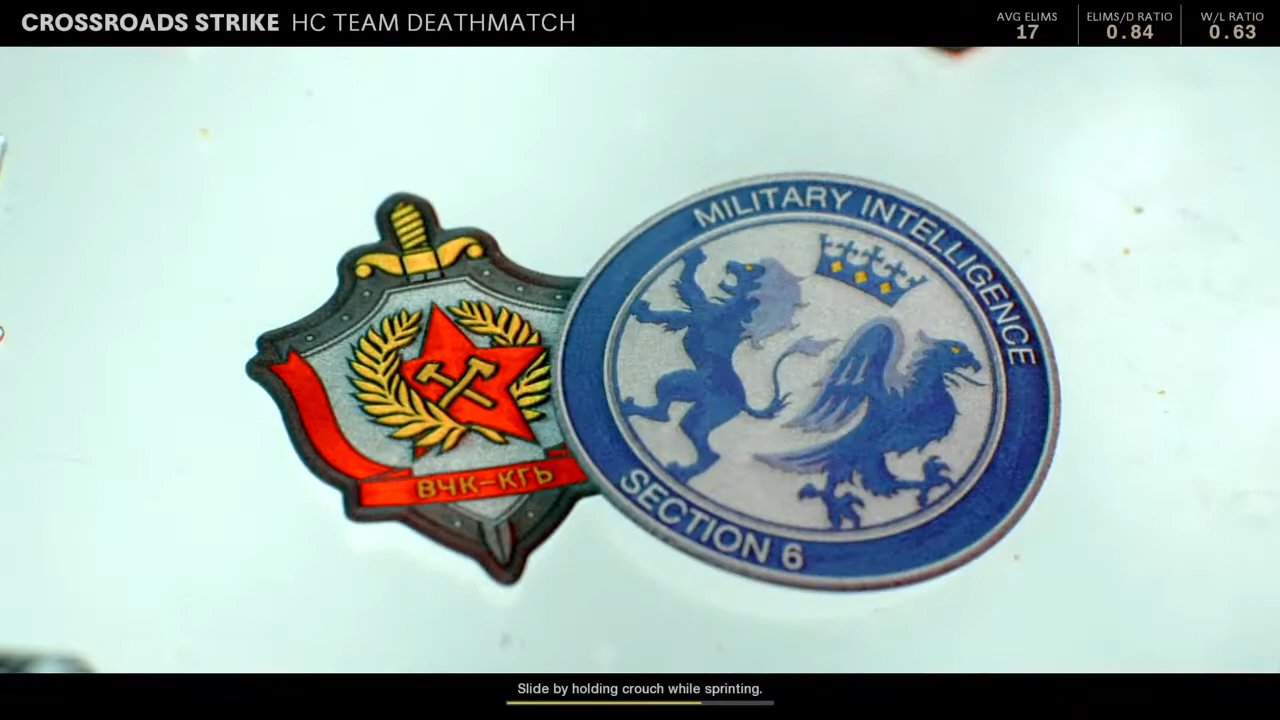 CROSSROADS STRIKE HC TEAM DEATHMATCH
AVG ELIMS
17
ELIMS/D RATIO
0.84
W/L RATIO
0.63
MILITARY INTELLIGENCE
SECTION 6
ВЧК-КГЬ
Slide by holding crouch while sprinting.